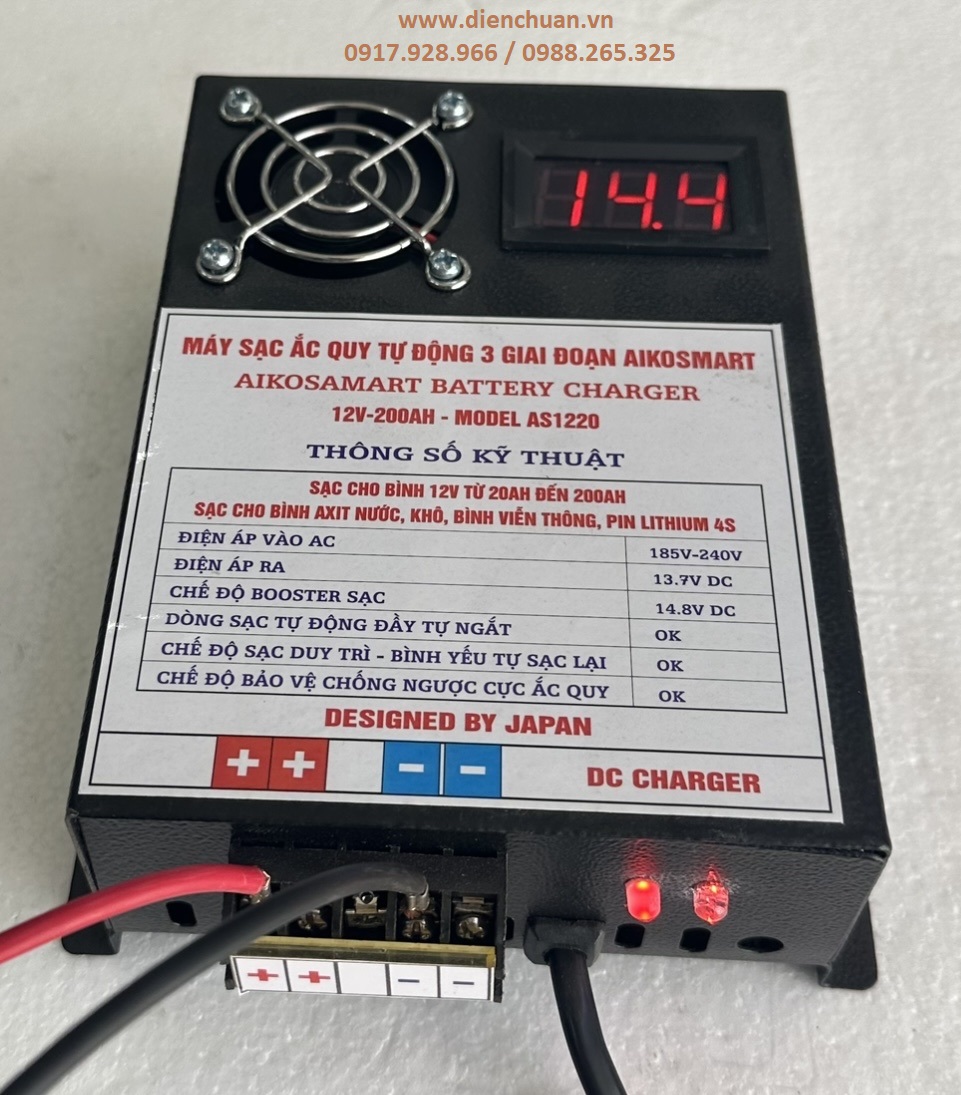 www.dienchuan.vn
0917.928.966 / 0988.265.325
14.4
MÁY SẠC ẮC QUY TỰ ĐỘNG 3 GIAI ĐOẠN AIKOSMART
AIKOSAMART BATTERY CHARGER
12V-200AH - MODEL AS1220
THÔNG SỐ KỸ THUẬT
SẠC CHO BÌNH 12V TỪ 20AH ĐẾN 200AH
SẠC CHO BÌNH AXIT NƯỚC, KHÔ, BÌNH VIỄN THÔNG, PIN LITHIUM 4S
ĐIỆN ÁP VÀO AC 185V-240V
ĐIỆN ÁP RA 13.7V DC
CHẾ ĐỘ BOOSTER SẠC 14.8V DC
DÒNG SẠC TỰ ĐỘNG ĐẦY TỰ NGẮT OK
CHẾ ĐỘ SẠC DUY TRÌ - BÌNH YẾU TỰ SẠC LẠI OK
CHẾ ĐỘ BẢO VỆ CHỐNG NGƯỢC CỰC ẮC QUY OK
DESIGNED BY JAPAN
+ + - - DC CHARGER
+ + - -